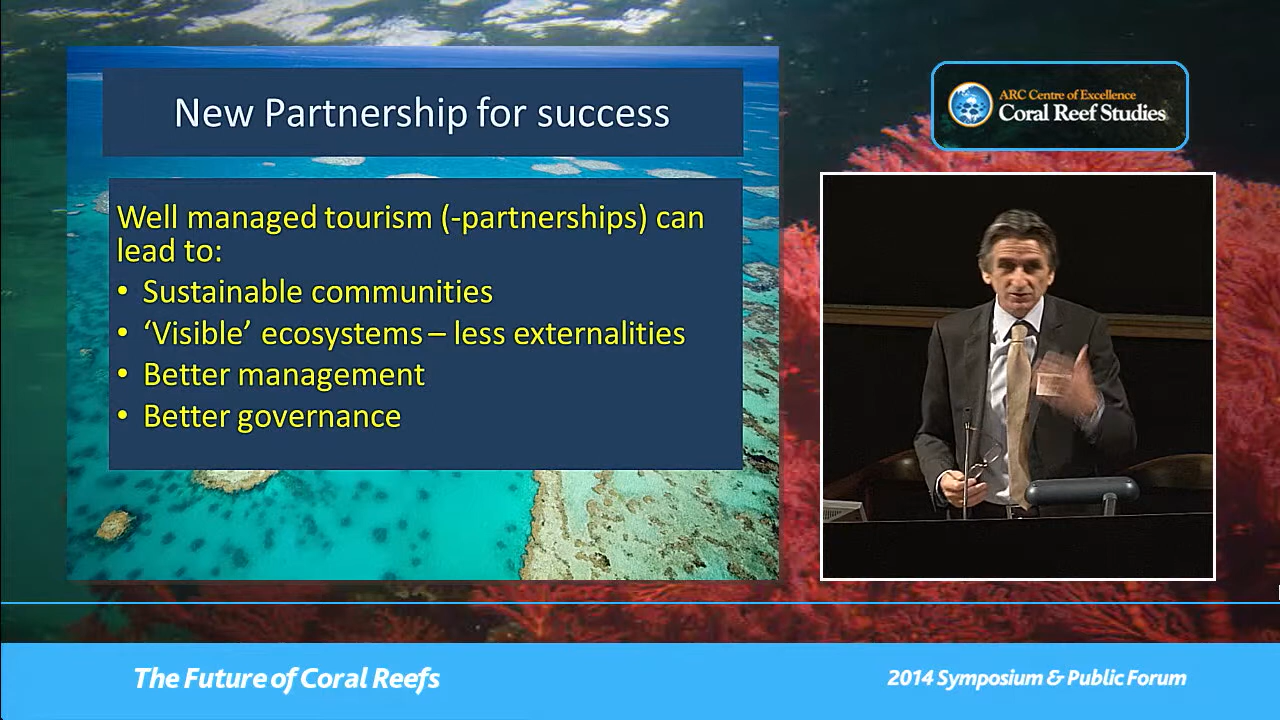 New Partnership for success
Well managed tourism (-partnerships) can
lead to:
• Sustainable communities
• ‘Visible’ ecosystems – less externalities
• Better management
• Better governance
ARC Centre of Excellence
Coral Reef Studies
The Future of Coral Reefs
2014 Symposium & Public Forum